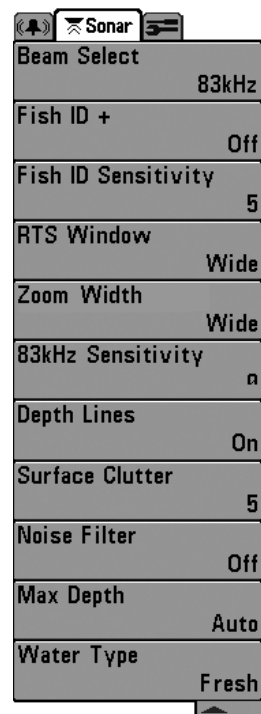 Sonar
Beam Select
83kHz
Fish ID +
Off
Fish ID Sensitivity
5
RTS Window
Wide
Zoom Width
Wide
83kHz Sensitivity
Depth Lines
On
Surface Clutter
5
Noise Filter
Off
Max Depth
Auto
Water Type
Fresh